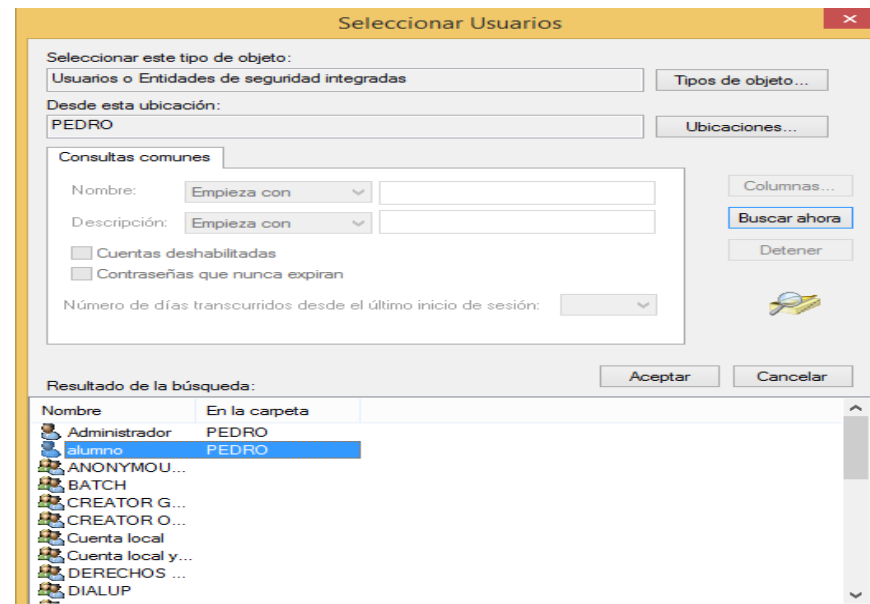 Seleccionar Usuarios
Seleccionar este tipo de objeto:
Usuarios o Entidades de seguridad integradas
Tipos de objeto...
Desde esta ubicación:
PEDRO
Ubicaciones...
Consultas comunes
Nombre:
Empieza con
Columnas...
Descripción:
Empieza con
Buscar ahora
Cuentas deshabilitadas
Detener
Contraseñas que nunca expiran
Número de días transcurridos desde el último inicio de sesión:
Aceptar
Cancelar
Resultado de la búsqueda:
Nombre En la carpeta
Administrador PEDRO
alumno PEDRO
ANONYMOU...
BATCH
CREATOR G...
CREATOR O...
Cuenta local
Cuenta local y...
DERECHOS ...
DIALUP